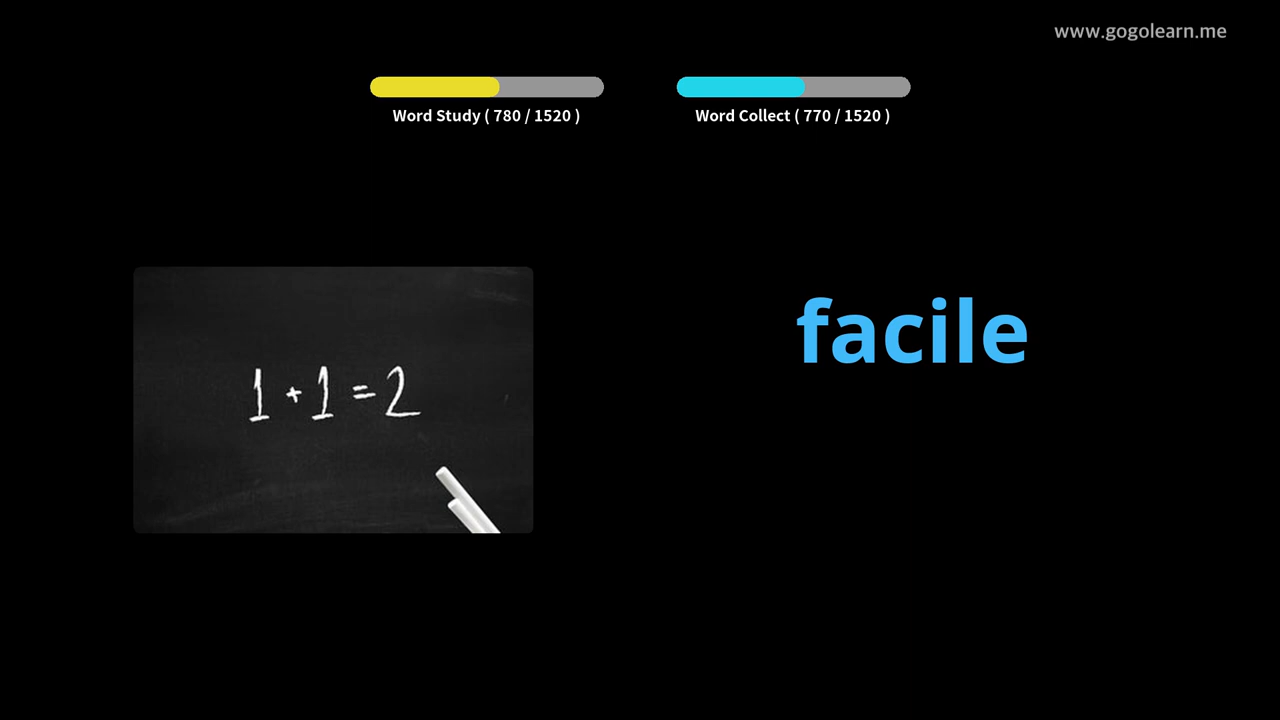 www.gogolearn.me
Word Study ( 780 / 1520 )
Word Collect ( 770 / 1520 )
facile
1 + 1 = 2